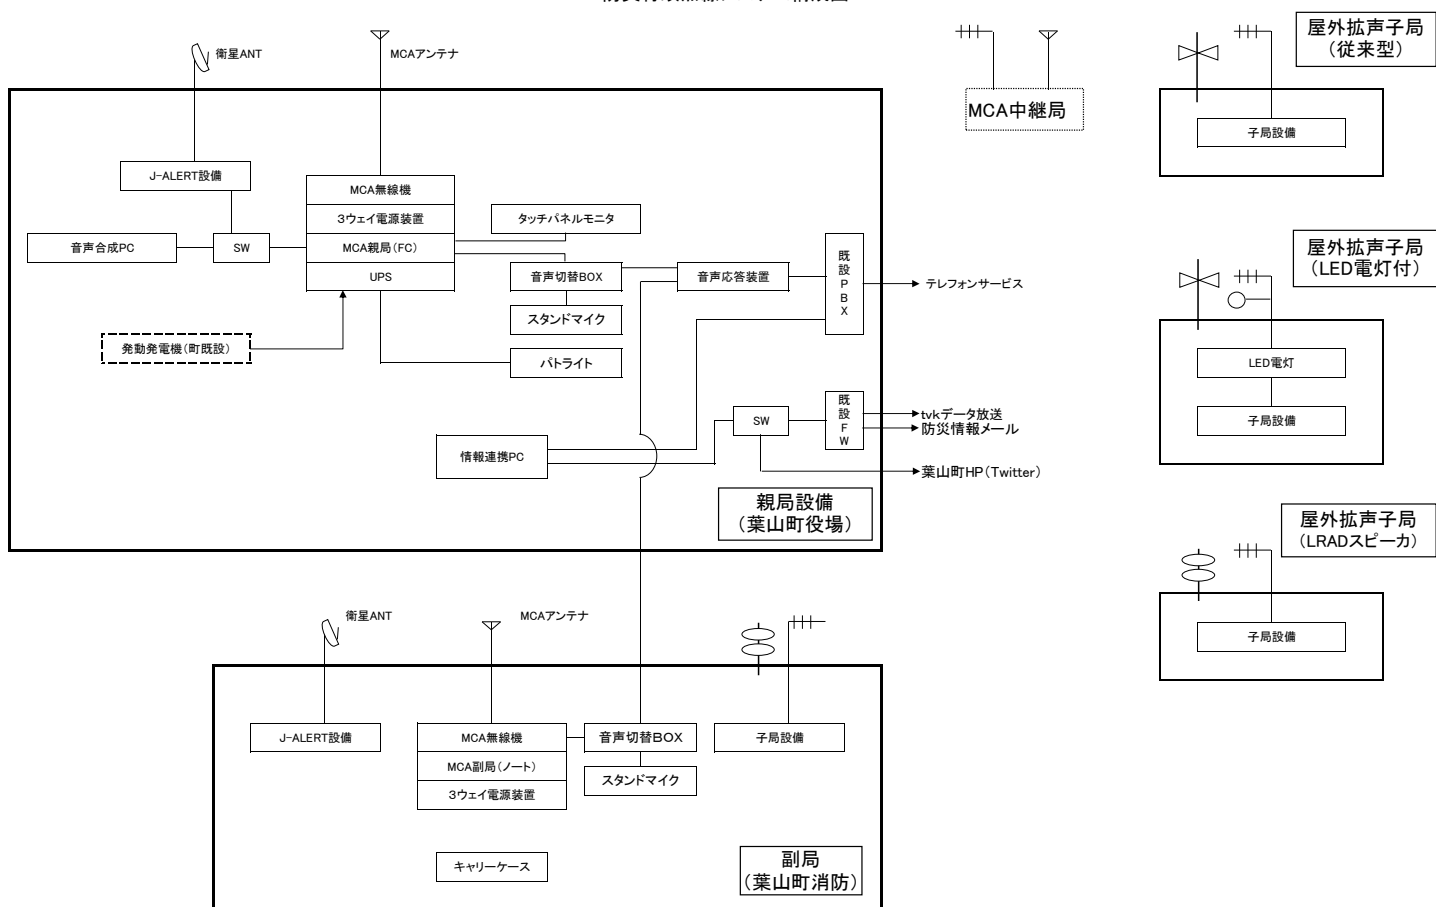 衛星ANT
MCAアンテナ
MCA中継局
屋外拡声子局
(従来型)
子局設備
J-ALERT設備
MCA無線機
3ウェイ電源装置
MCA親局(FC)
UPS
音声合成PC
SW
タッチパネルモニタ
音声切替BOX
スタンドマイク
音声応答装置
既設PBX
テレフォンサービス
発動発電機(町既設)
パトライト
屋外拡声子局
(LED電灯付)
LED電灯
子局設備
情報連携PC
SW
既設FW
tvkデータ放送
防災情報メール
葉山町HP(Twitter)
親局設備
(葉山町役場)
屋外拡声子局
(LRADスピーカ)
子局設備
衛星ANT
MCAアンテナ
J-ALERT設備
MCA無線機
MCA副局(ノート)
3ウェイ電源装置
音声切替BOX
スタンドマイク
子局設備
キャリーケース
副局
(葉山町消防)